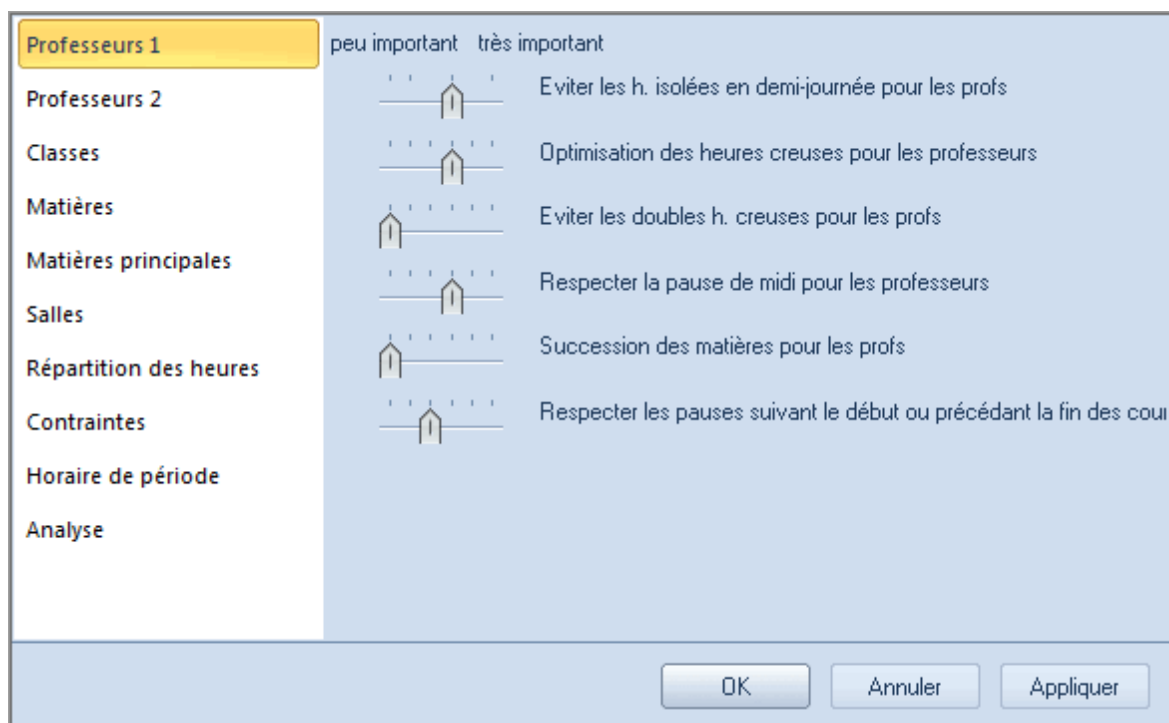 Professeurs 1
Professeurs 2
Classes
Matières
Matières principales
Salles
Répartition des heures
Contraintes
Horaire de période
Analyse
peu important très important
Eviter les h. isolées en demi-journée pour les profs
Optimisation des heures creuses pour les professeurs
Eviter les doubles h. creuses pour les profs
Respecter la pause de midi pour les professeurs
Succession des matières pour les profs
Respecter les pauses suivant le début ou précédant la fin des
OK
Annuler
Appliquer